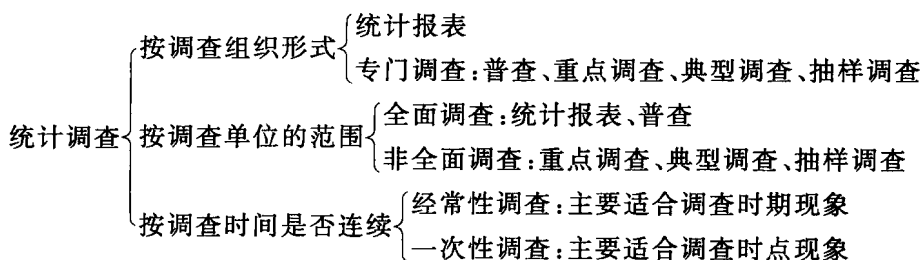 统计调查
按调查组织形式
统计报表
专门调查:普查、重点调查、典型调查、抽样调查
按调查单位的范围
全面调查:统计报表、普查
非全面调查:重点调查、典型调查、抽样调查
按调查时间是否连续
经常性调查:主要适合调查时期现象
一次性调查:主要适合调查时点现象